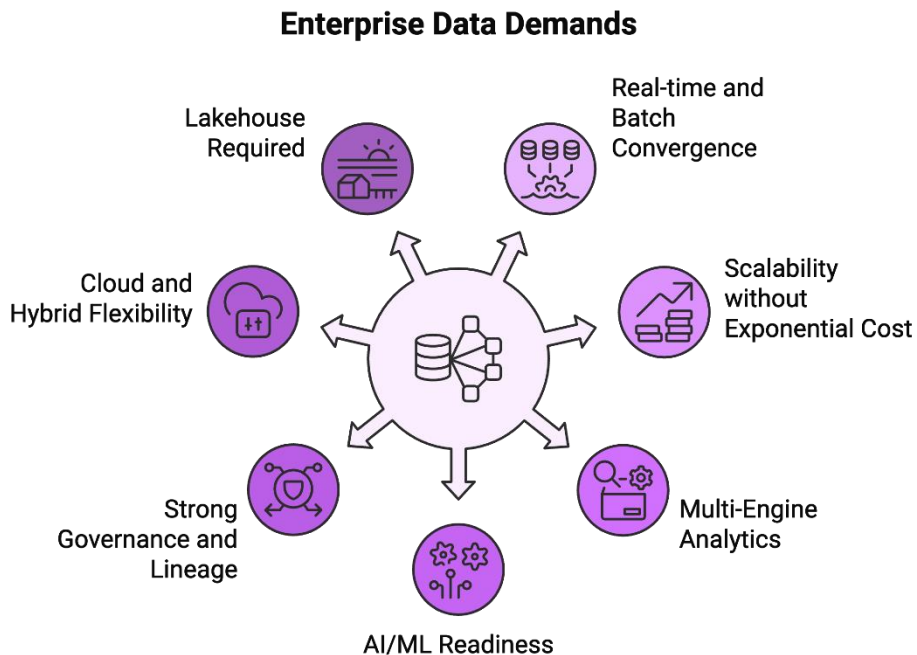 Enterprise Data Demands
Lakehouse
Required
Real-time and
Batch
Convergence
Cloud and
Hybrid Flexibility
Scalability
without
Exponential Cost
Strong
Governance and
Lineage
Multi-Engine
Analytics
AI/ML Readiness